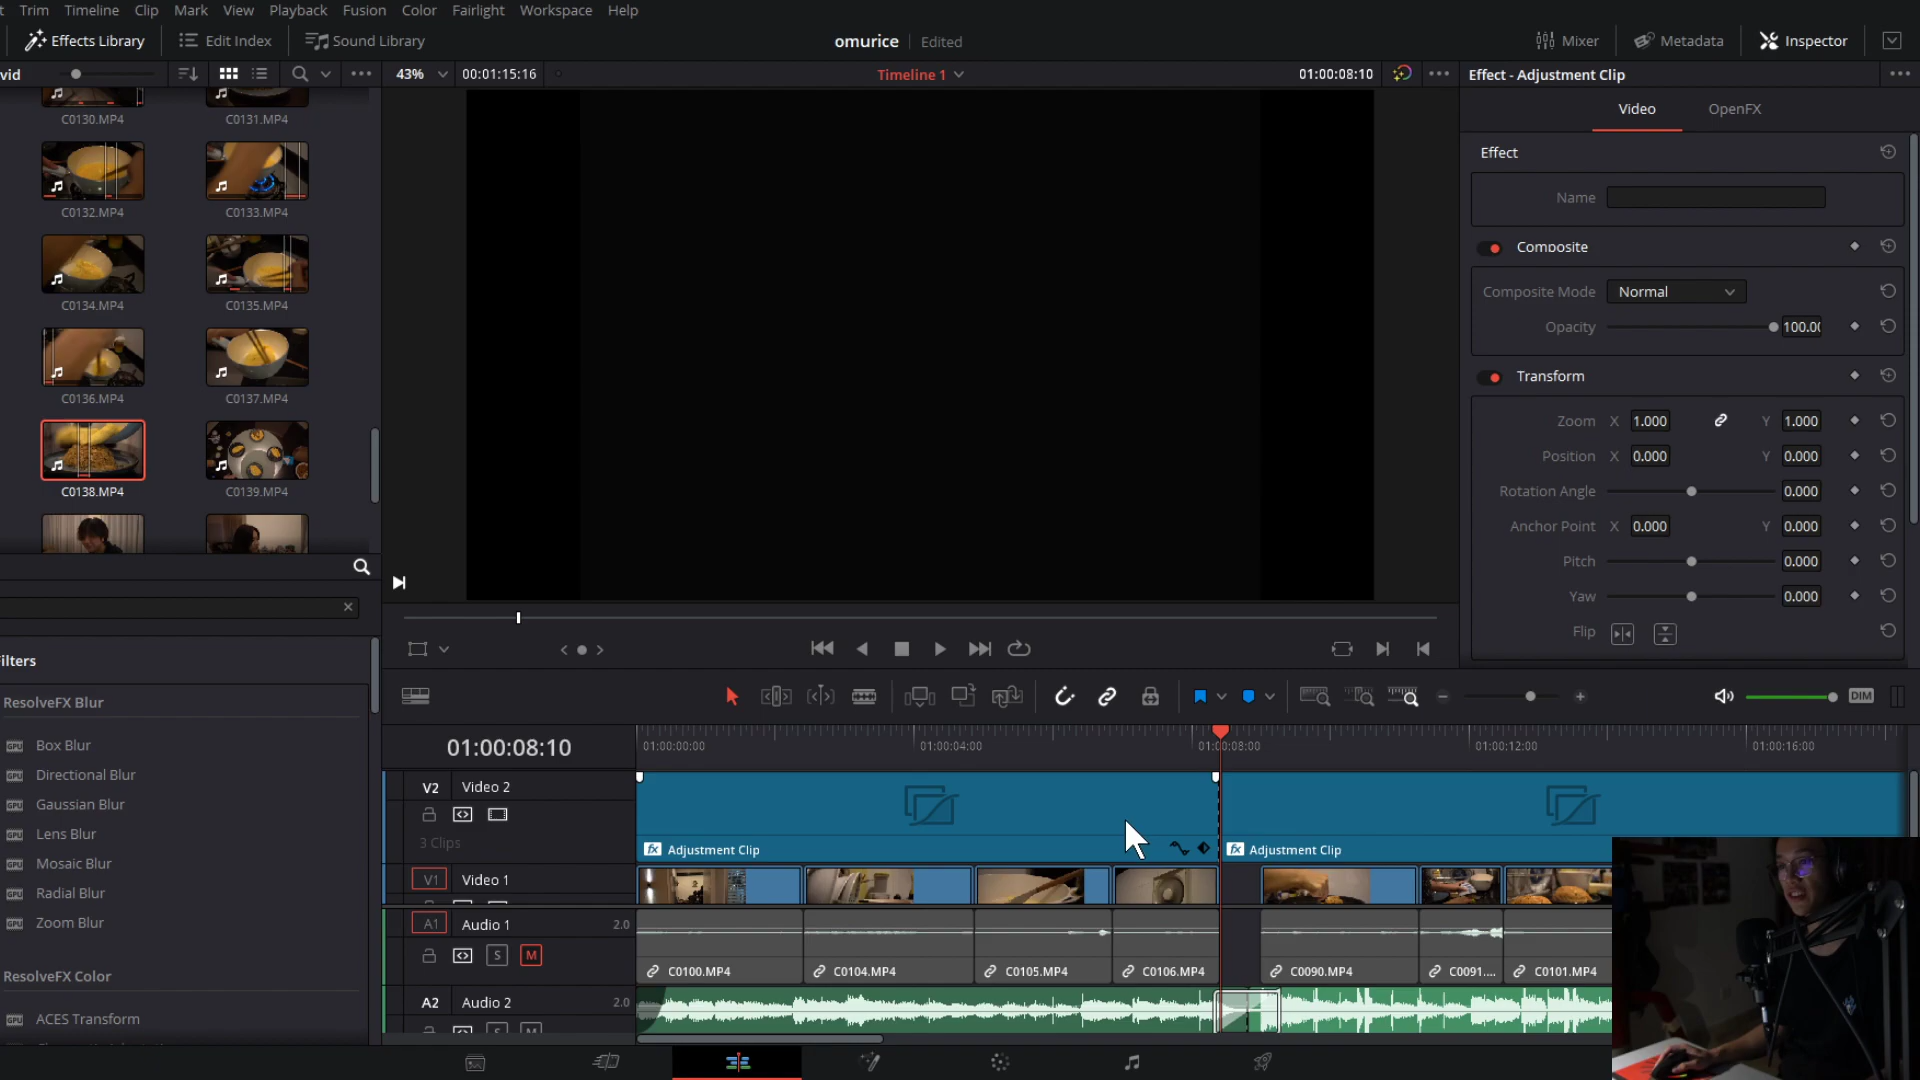 Trim Timeline Clip Mark View Playback Fusion Color Fairlight Workspace Help
Effects Library Edit Index Sound Library omurice Edited Mixer Metadata Inspector
vid 43% 00:01:15:16 Timeline 1 01:00:08:10 Effect - Adjustment Clip
Video OpenFX
C0130.MP4 C0131.MP4
C0132.MP4 C0133.MP4
C0134.MP4 C0135.MP4
C0136.MP4 C0137.MP4
C0138.MP4 C0139.MP4
Effect
Name
Composite
Composite Mode Normal
Opacity 100.00
Transform
Zoom X 1.000 Y 1.000
Position X 0.000 Y 0.000
Rotation Angle 0.000
Anchor Point X 0.000 Y 0.000
Pitch 0.000
Yaw 0.000
Flip
ilters
ResolveFX Blur
Box Blur
Directional Blur
Gaussian Blur
Lens Blur
Mosaic Blur
Radial Blur
Zoom Blur
ResolveFX Color
ACES Transform
DIM
01:00:08:10 01:00:00:00 01:00:04:00 01:00:08:00 01:00:12:00 01:00:16:00
V2 Video 2
3 Clips
fx Adjustment Clip fx Adjustment Clip
V1 Video 1
A1 Audio 1 2.0
S M
C0100.MP4 C0104.MP4 C0105.MP4 C0106.MP4 C0090.MP4 C0091.... C0101.MP4
A2 Audio 2 2.0
S M